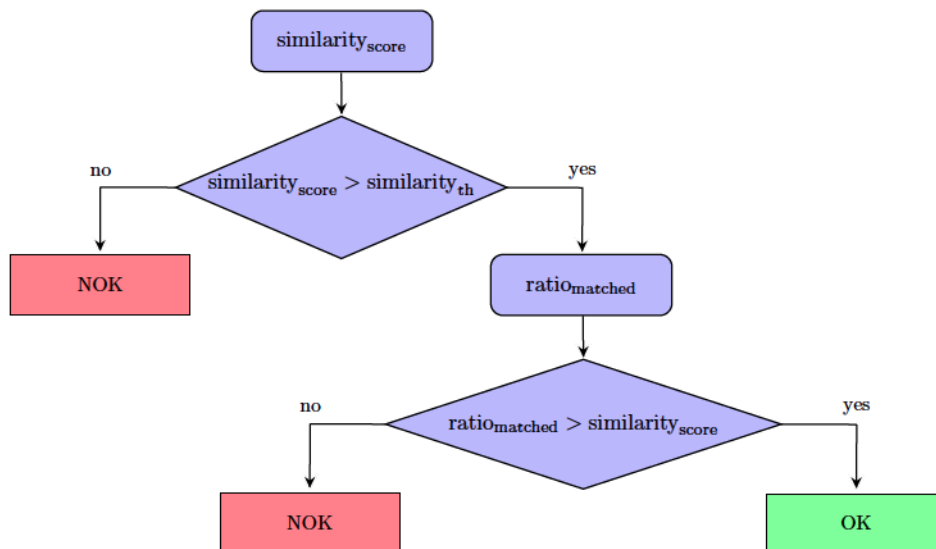 similarity_score
no
yes
similarity_score > similarity_th
NOK
ratio_matched
no
yes
ratio_matched > similarity_score
NOK
OK